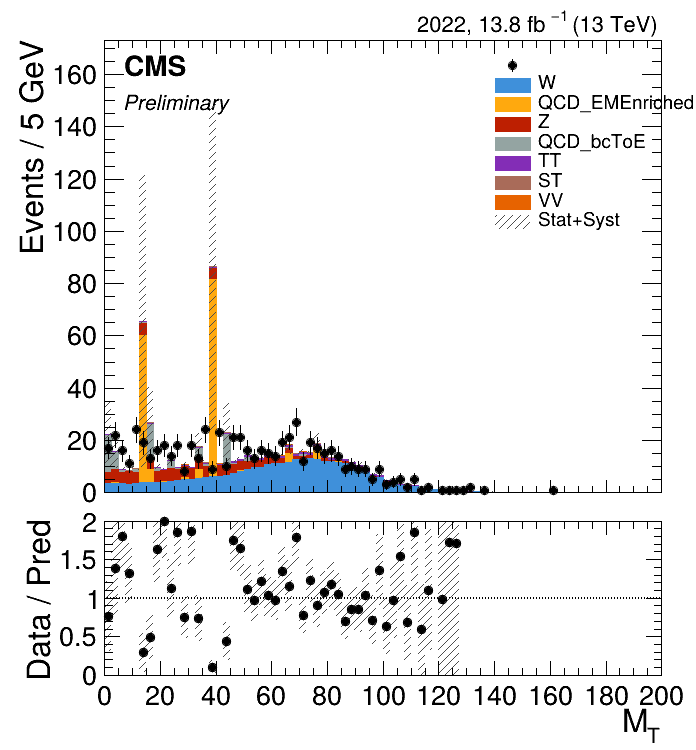 2022, 13.8 fb⁻¹ (13 TeV)
Events / 5 GeV
160
140
120
100
80
60
40
20
0
CMS
Preliminary
W
QCD_EMEnriched
Z
QCD_bcToE
TT
ST
VV
Stat+Syst
Data / Pred
2
1.5
1
0.5
0
0 20 40 60 80 100 120 140 160 180 200
M_T